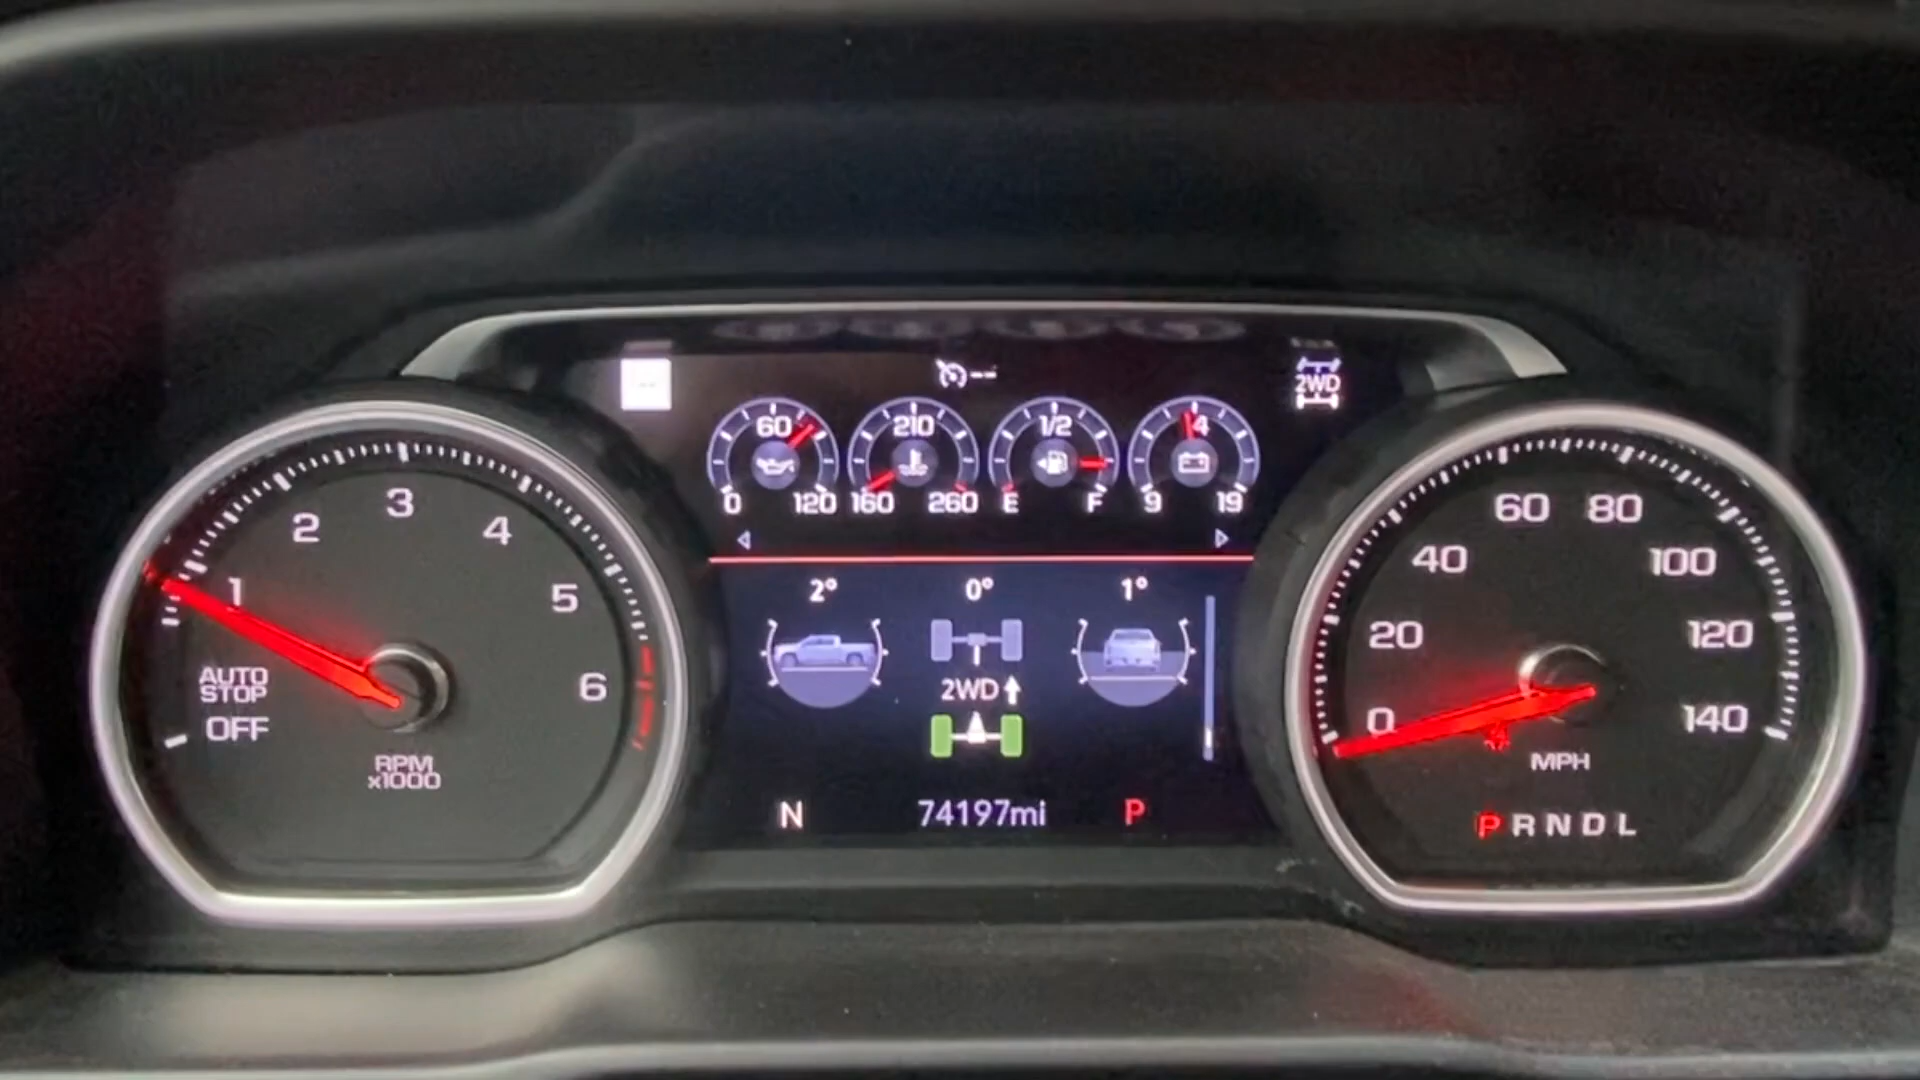 --
2WD
60
0 120
210
160 260
1/2
E F
14
9 19
1 2 3 4 5 6
AUTO
STOP
OFF
RPM
x1000
2° 0° 1°
2WD
N 74197mi P
0 20 40 60 80 100 120 140
MPH
P R N D L